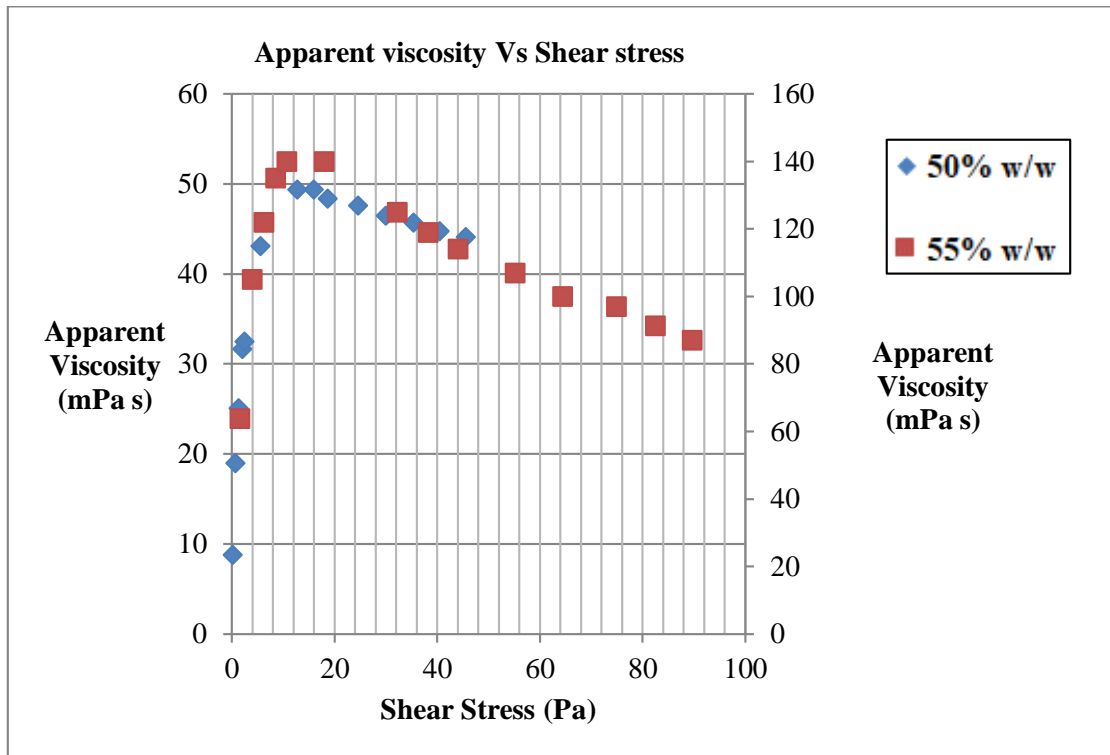 Apparent viscosity Vs Shear stress
60
50
40
30
20
10
0
Apparent
Viscosity
(mPa s)
0
20
40
60
80
100
Shear Stress (Pa)
160
140
120
100
80
60
40
20
0
Apparent
Viscosity
(mPa s)
50% w/w
55% w/w